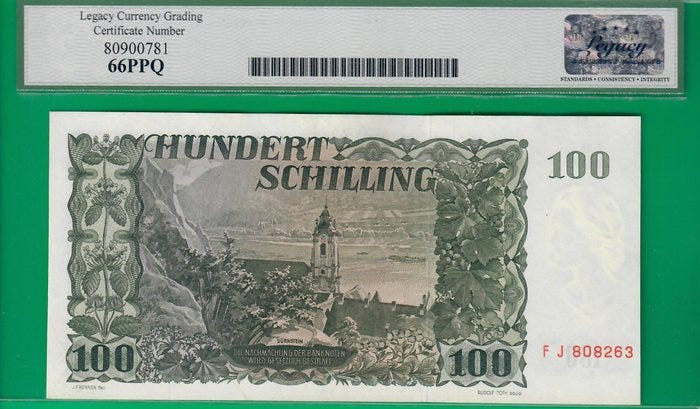 Legacy Currency Grading
Certificate Number
80900781
66PPQ
Legacy
STANDARDS • CONSISTENCY • INTEGRITY
HUNDERT
SCHILLING
100
DÜRNSTEIN
DIE NACHMACHUNG DER BANKNOTEN
WIRD GESETZLICH GESTRAFT
100
100
F J 808263